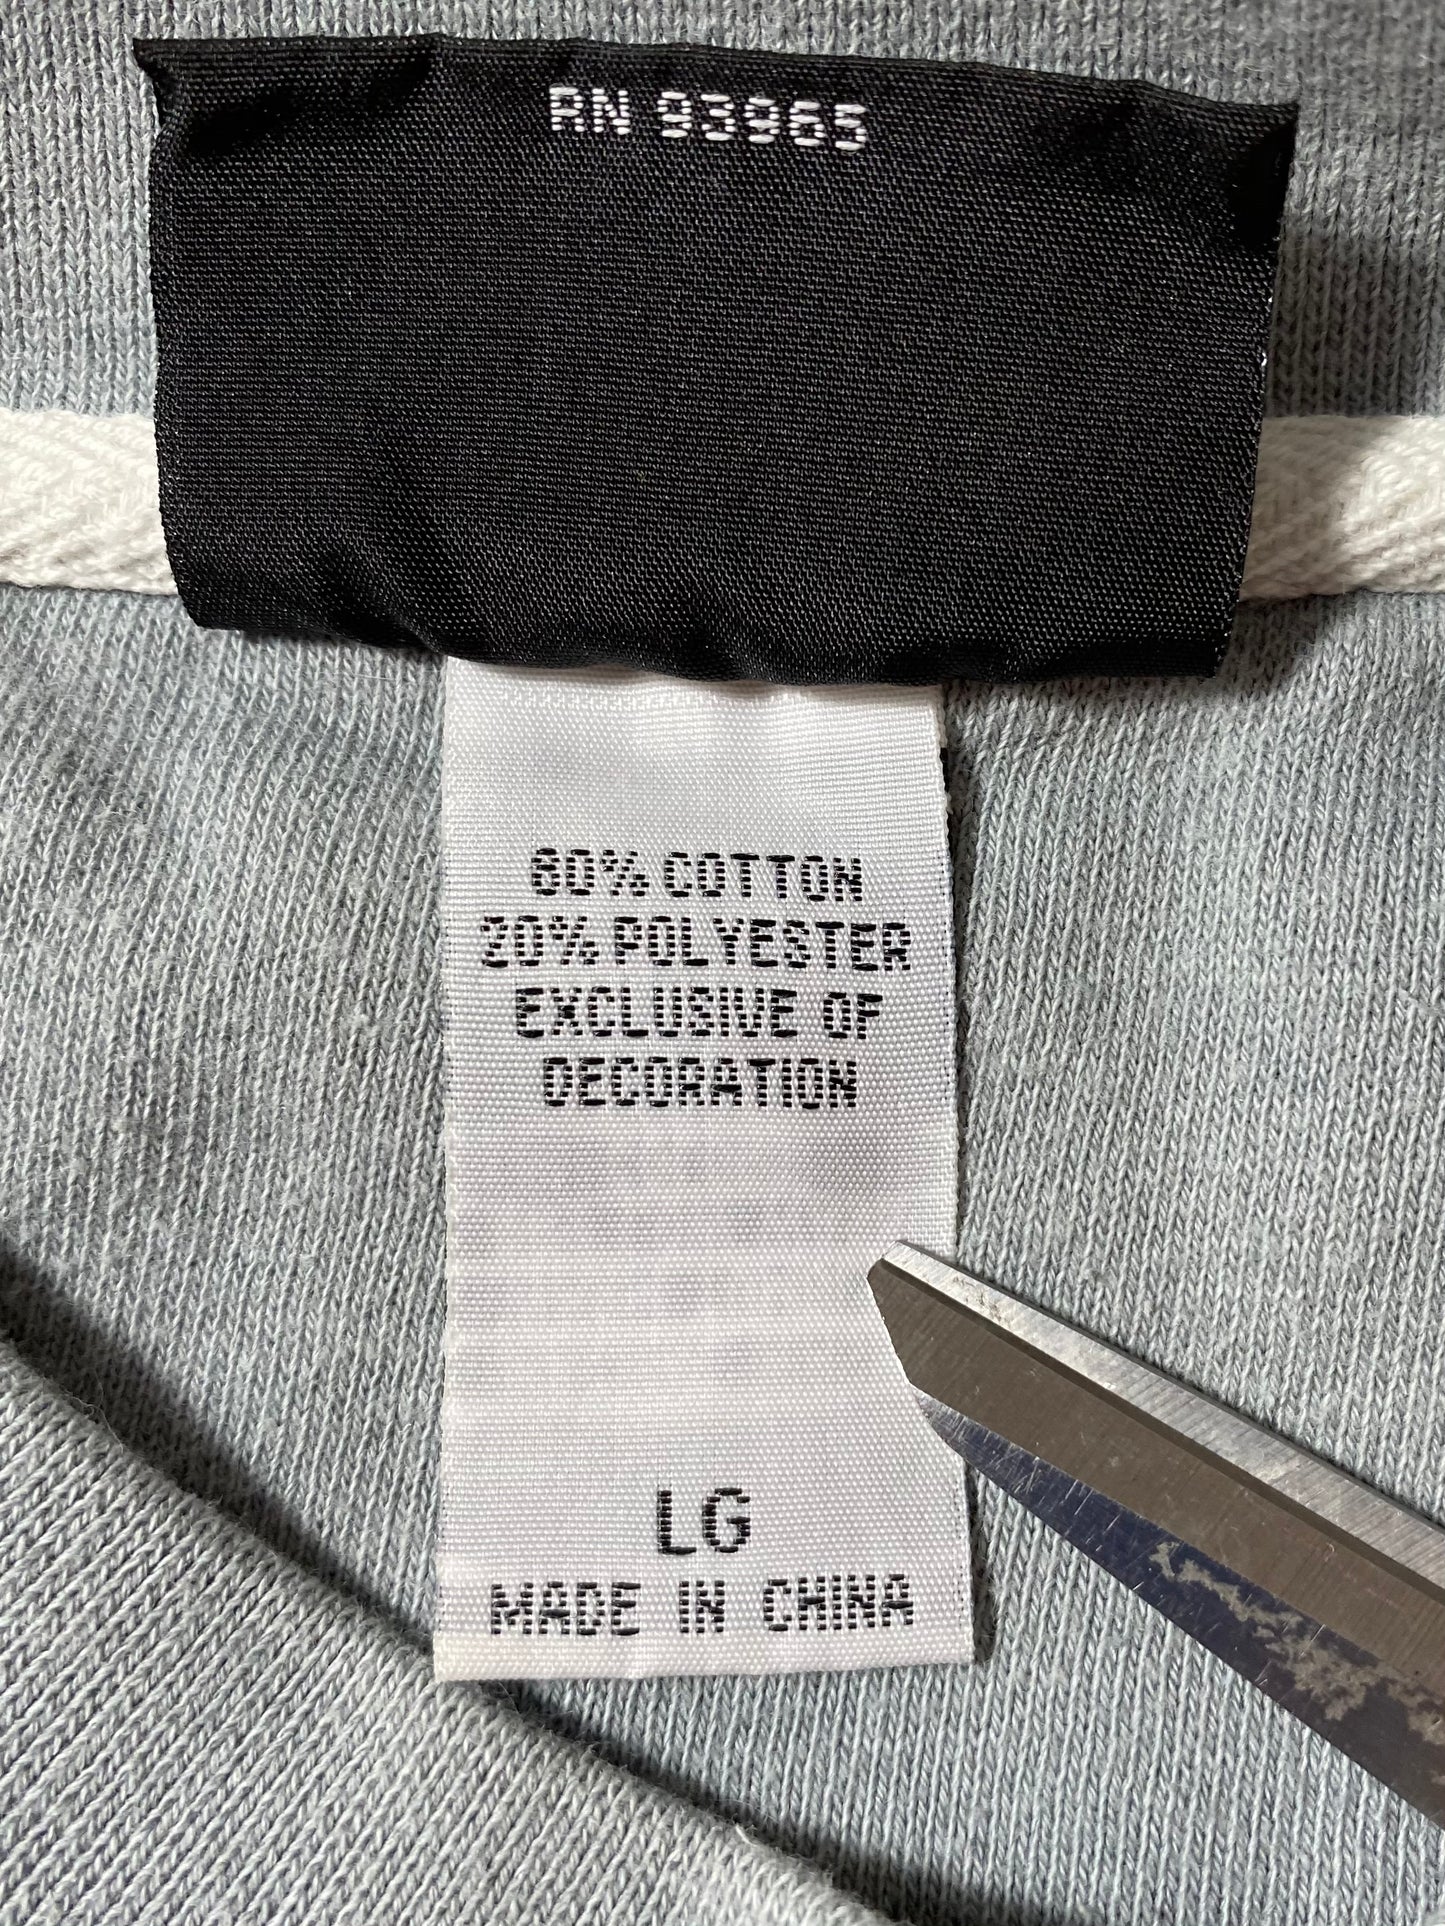 RN 93965
80% COTTON
20% POLYESTER
EXCLUSIVE OF
DECORATION
LG
MADE IN CHINA